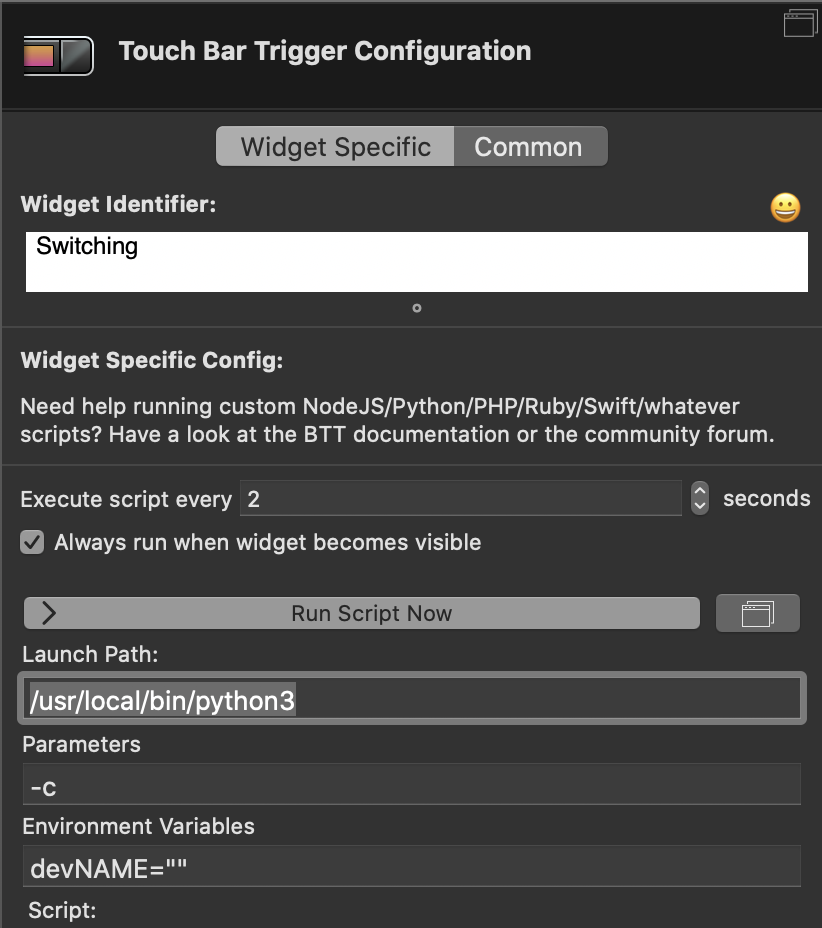 Touch Bar Trigger Configuration
Widget Specific
Common
Widget Identifier:
Switching
Widget Specific Config:
Need help running custom NodeJS/Python/PHP/Ruby/Swift/whatever
scripts? Have a look at the BTT documentation or the community forum.
Execute script every 2 seconds
Always run when widget becomes visible
Run Script Now
Launch Path:
/usr/local/bin/python3
Parameters
-c
Environment Variables
devNAME=""
Script: